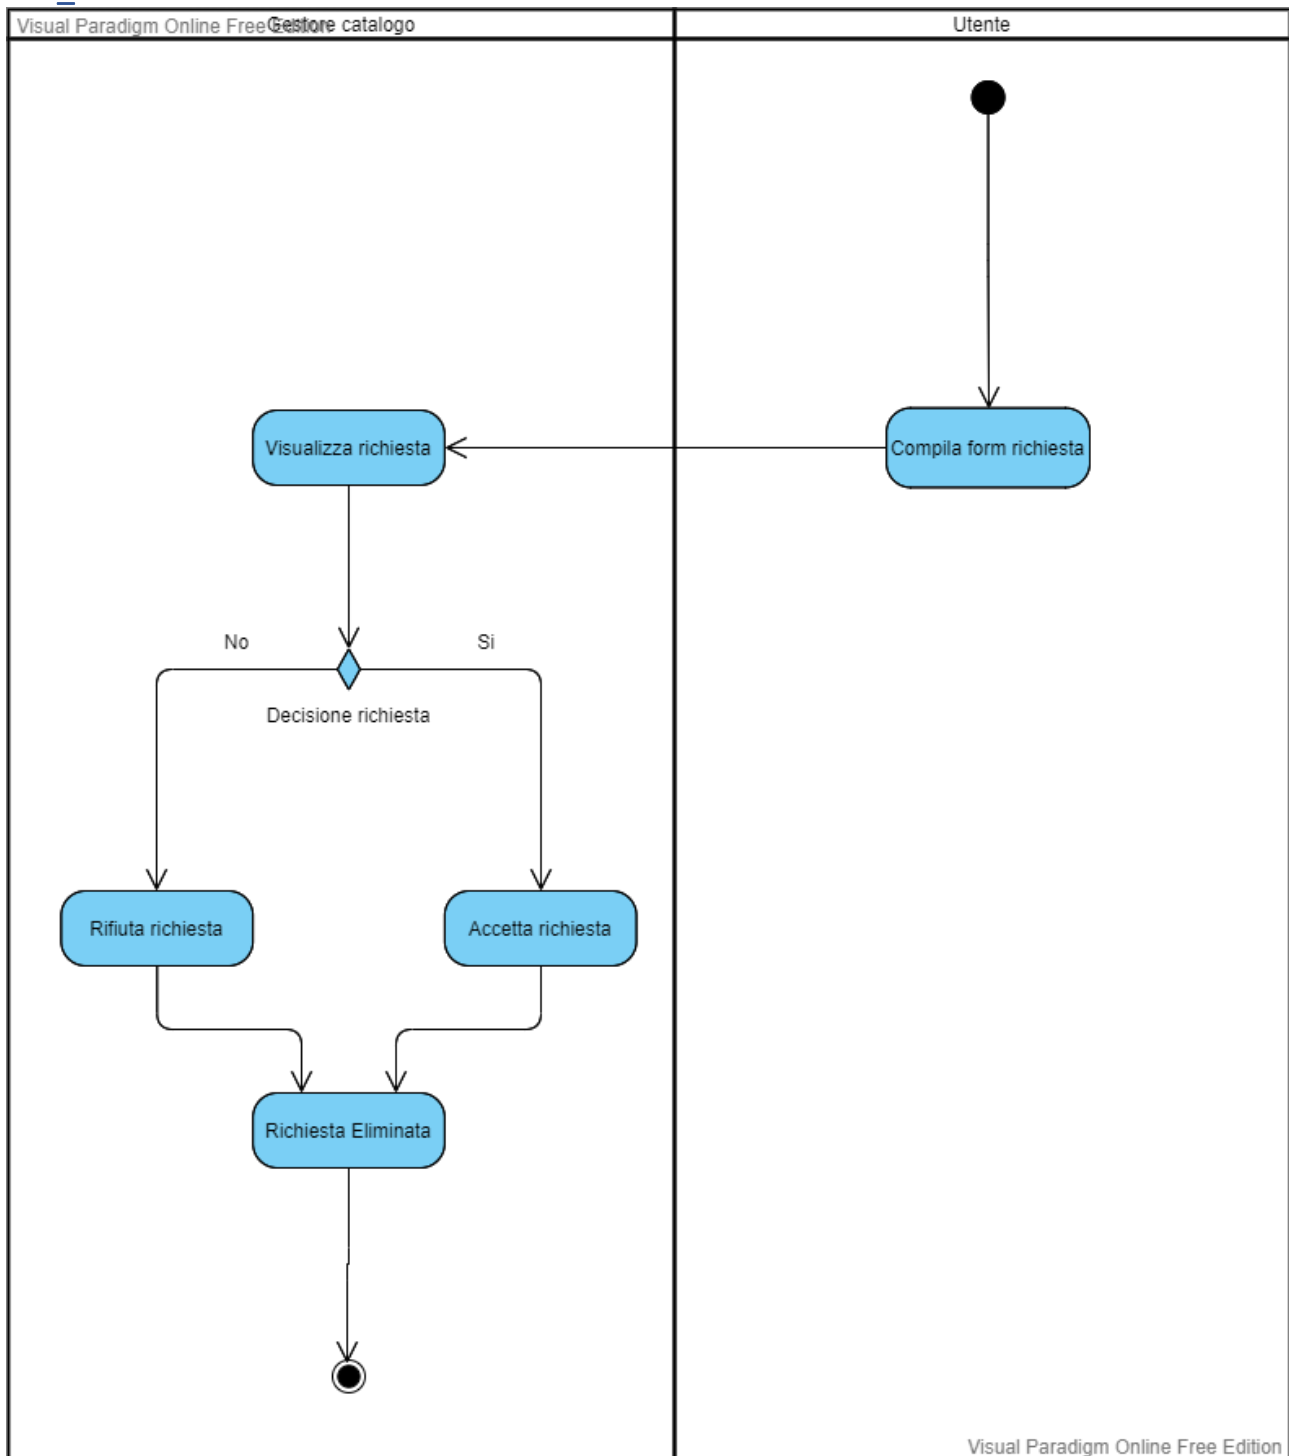 Visual Paradigm Online Free Edition
Gestore catalogo
Utente
Visualizza richiesta
Compila form richiesta
No
Si
Decisione richiesta
Rifiuta richiesta
Accetta richiesta
Richiesta Eliminata
Visual Paradigm Online Free Edition